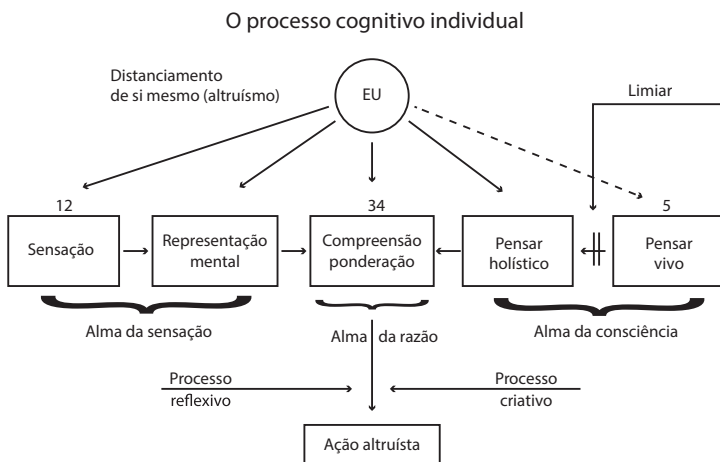 O processo cognitivo individual
Distanciamento
de si mesmo (altruísmo)
EU
Limiar
12
34
5
Sensação
Representação
mental
Compreensão
ponderação
Pensar
holístico
Pensar
vivo
Alma da sensação
Alma da razão
Alma da consciência
Processo
reflexivo
Processo
criativo
Ação altruísta